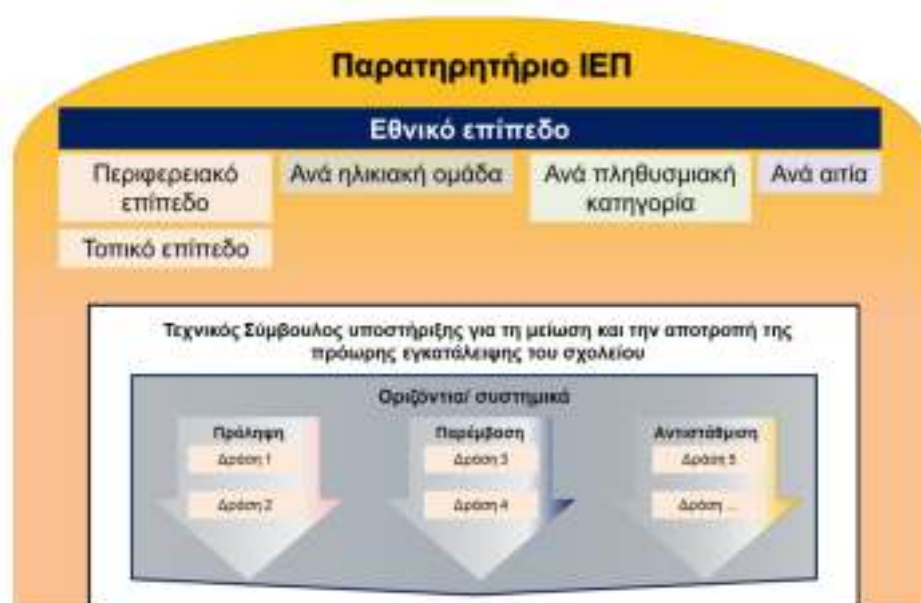 Παρατηρητήριο ΙΕΠ
Εθνικό επίπεδο
Περιφερειακό
επίπεδο
Ανά ηλικιακή ομάδα
Ανά πληθυσμιακή
κατηγορία
Ανά αιτία
Τοπικό επίπεδο
Τεχνικός Σύμβουλος υποστήριξης για τη μείωση και την αποτροπή της
πρόωρης εγκατάλειψης του σχολείου
Οριζόντια/ συστημικά
Πρόληψη
Δράση 1
Δράση 2
Παρέμβαση
Δράση 3
Δράση 4
Αντιστάθμιση
Δράση 5
Δράση ...